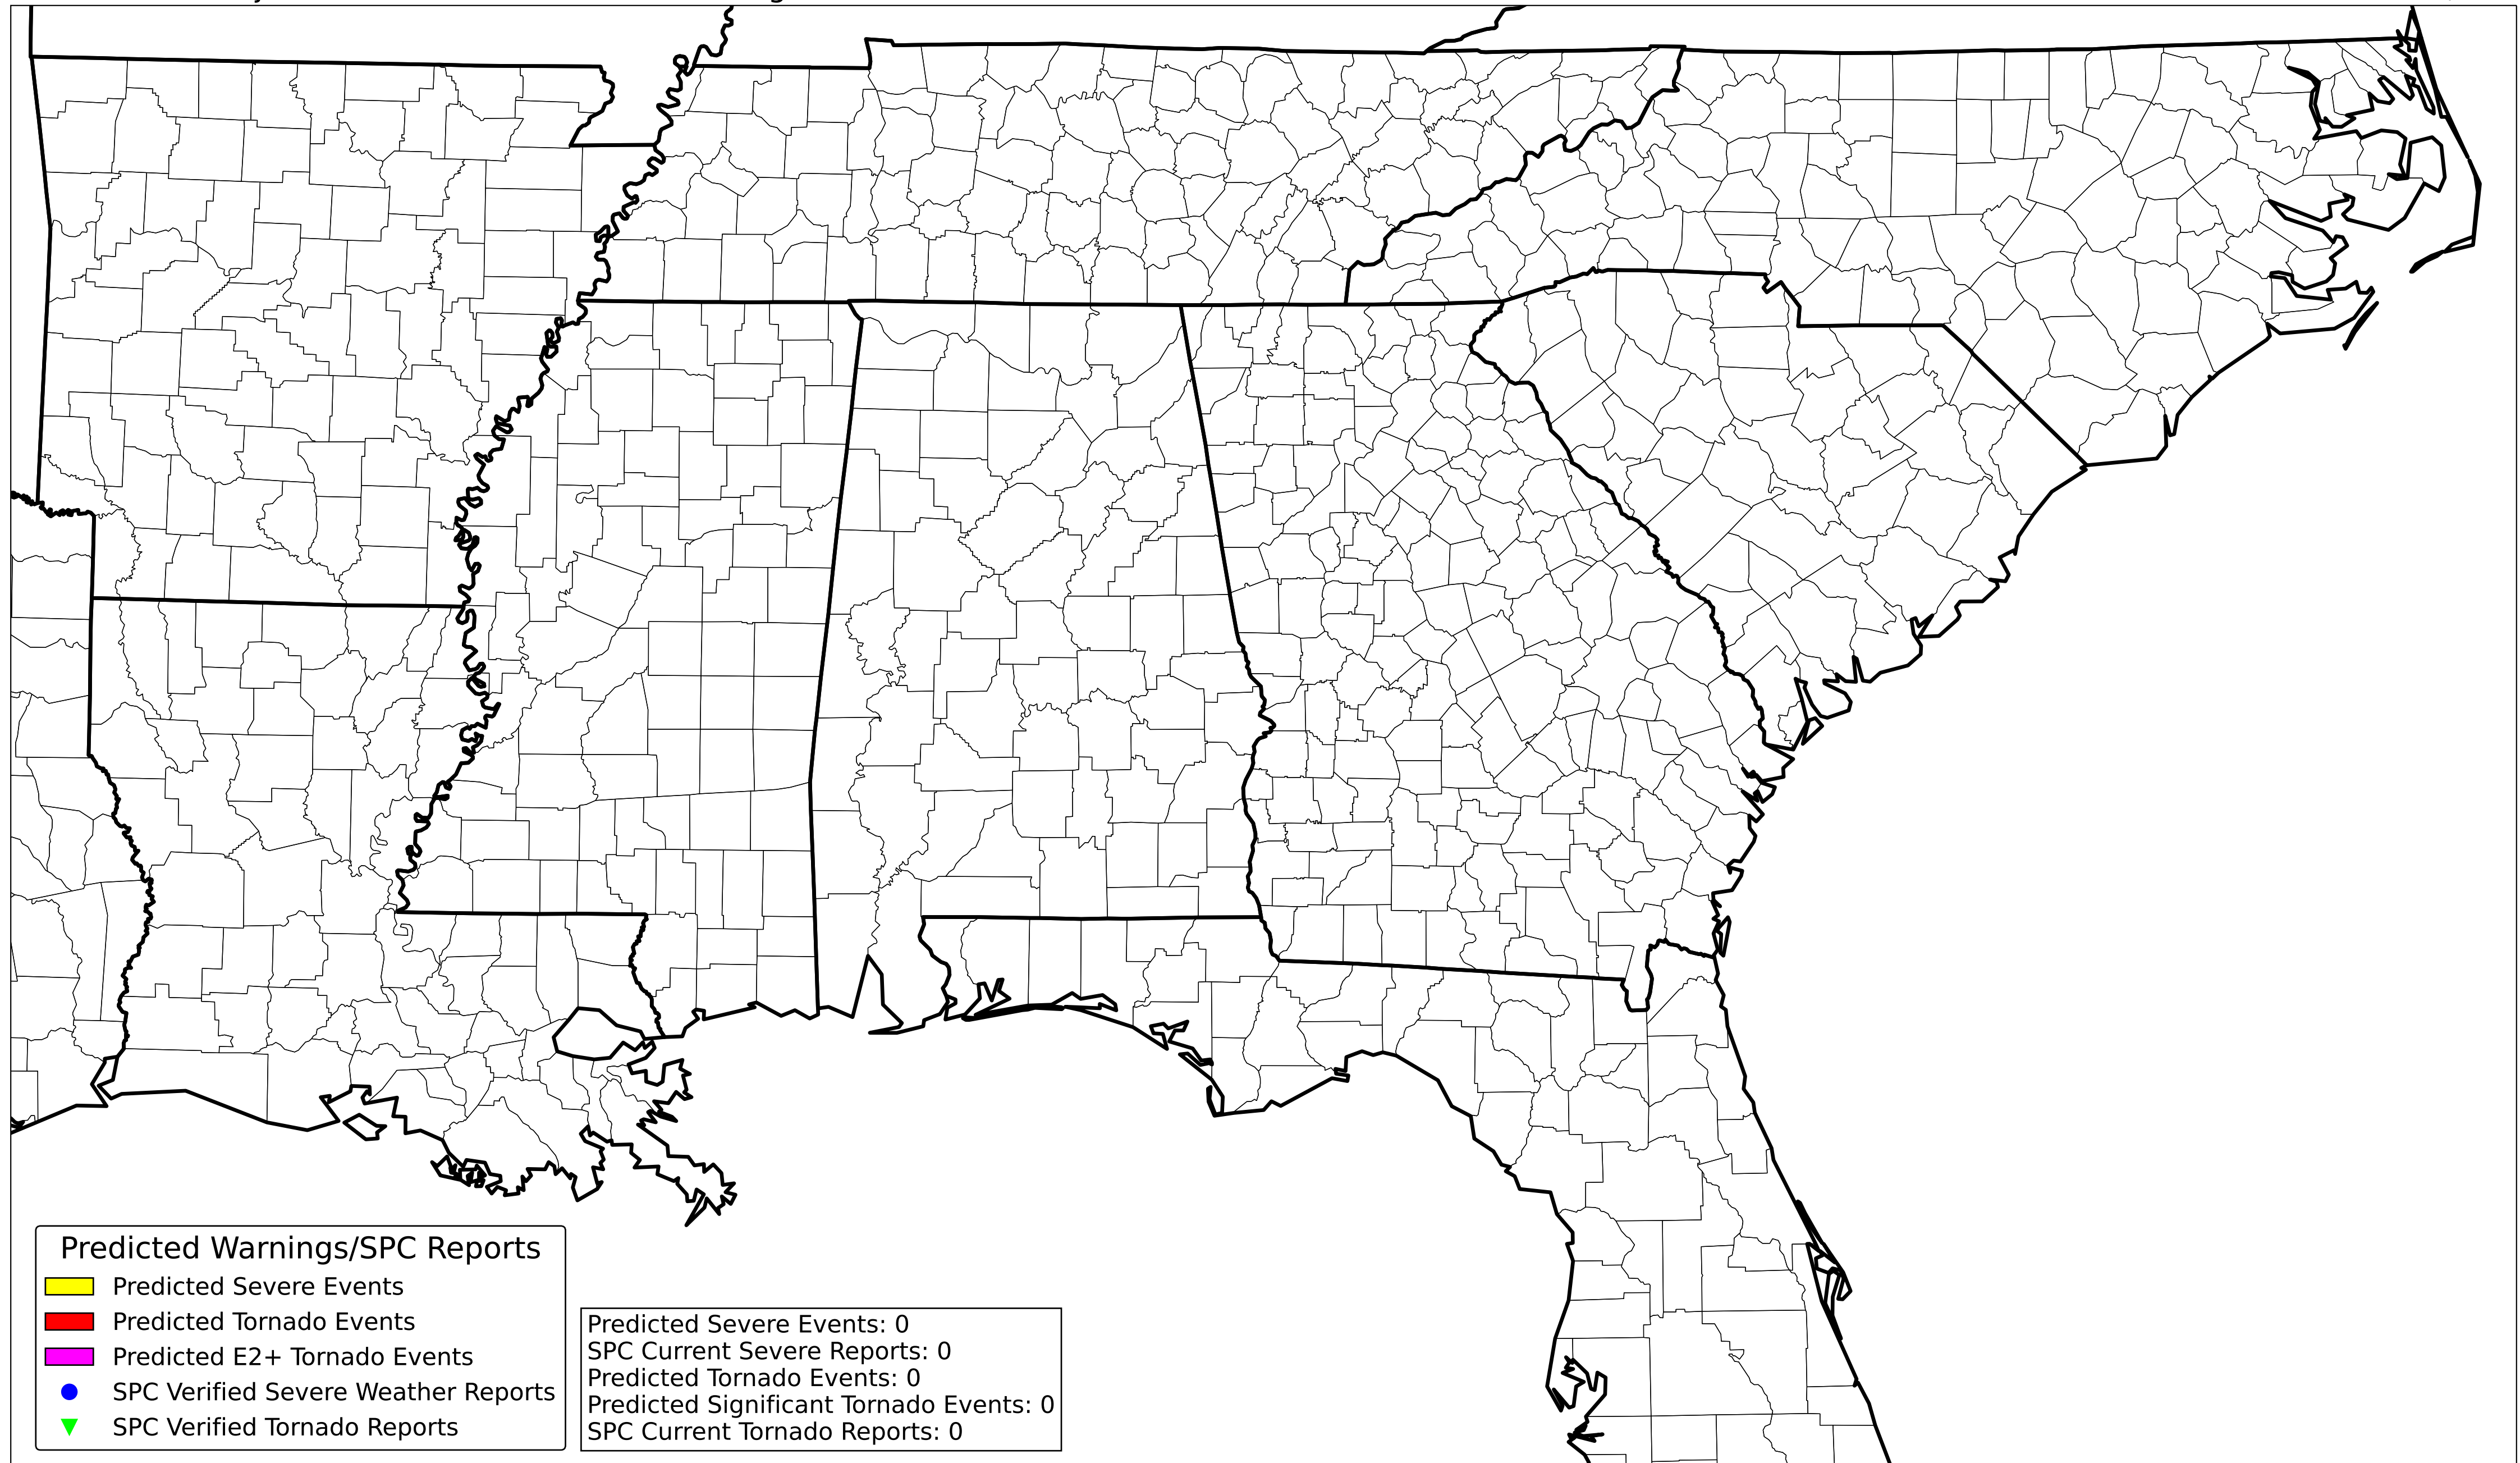 Predicted Warnings/SPC Reports
Predicted Severe Events
Predicted Tornado Events
Predicted E2+ Tornado Events
SPC Verified Severe Weather Reports
SPC Verified Tornado Reports
Predicted Severe Events: 0
SPC Current Severe Reports: 0
Predicted Tornado Events: 0
Predicted Significant Tornado Events: 0
SPC Current Tornado Reports: 0